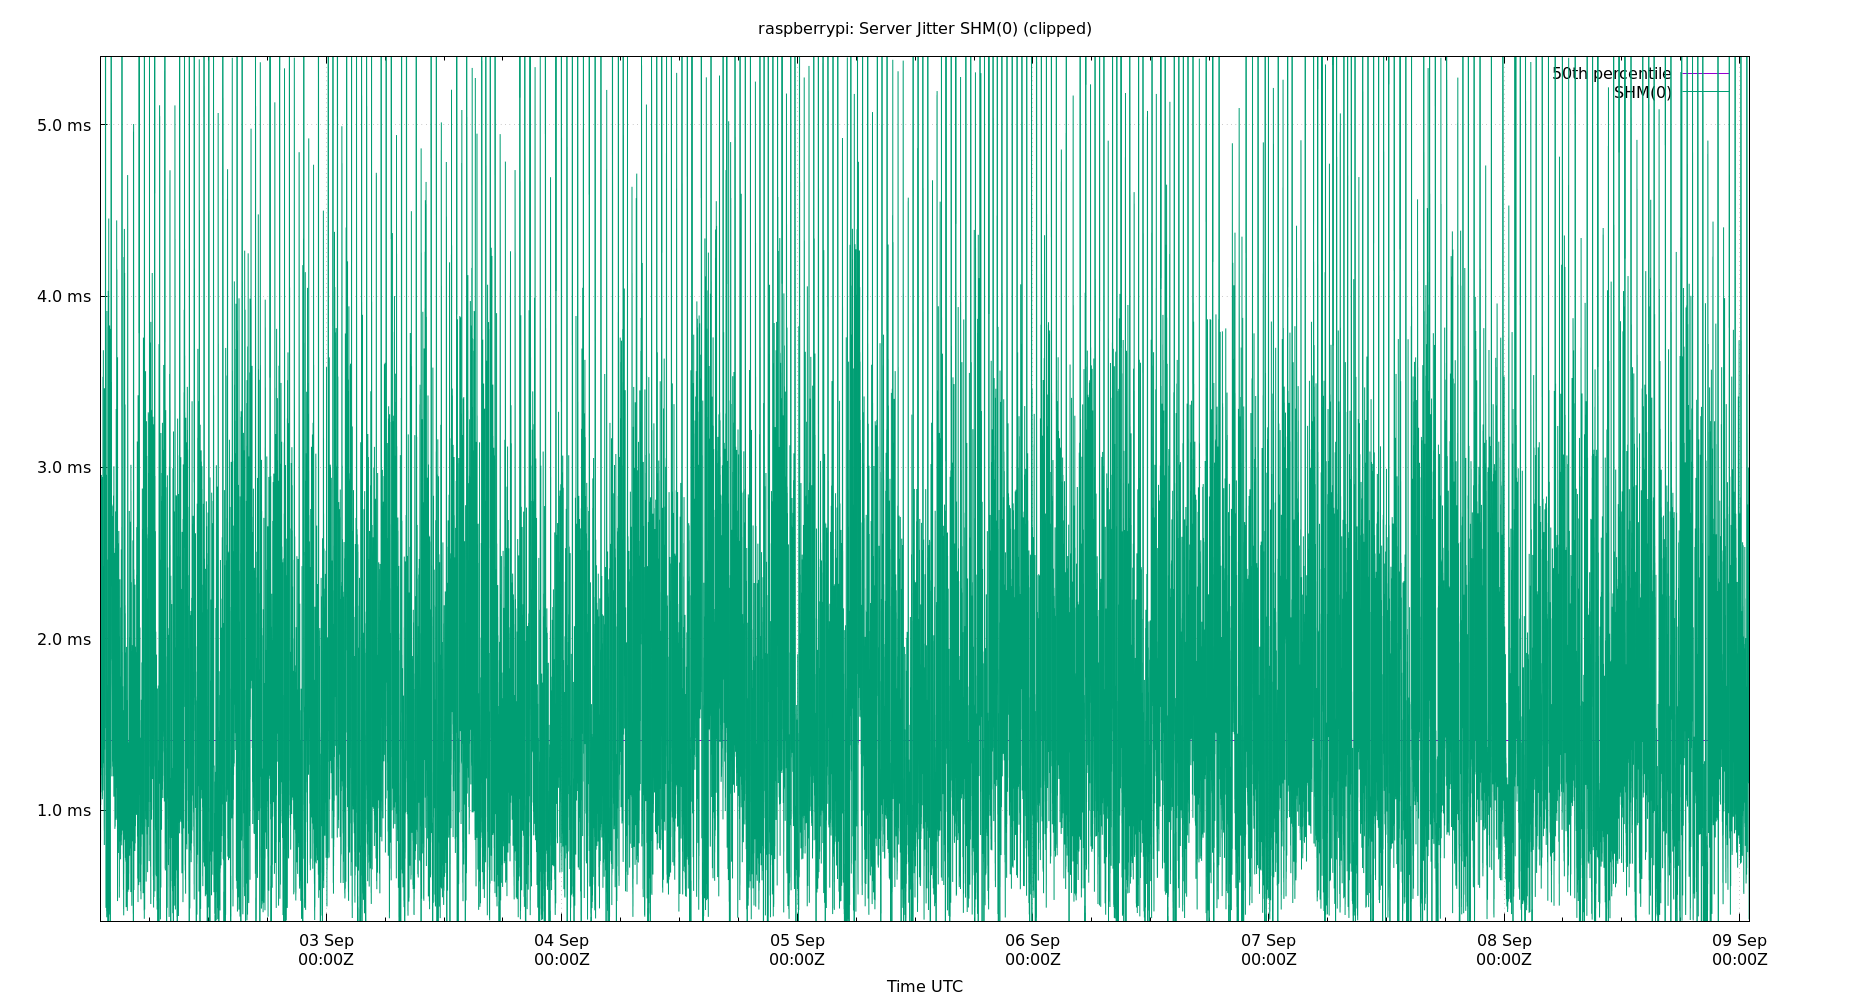 raspberrypi: Server Jitter SHM(0) (clipped)
50th percentile
SHM(0)
5.0 ms
4.0 ms
3.0 ms
2.0 ms
1.0 ms
03 Sep 04 Sep 05 Sep 06 Sep 07 Sep 08 Sep 09 Sep
00:00Z 00:00Z 00:00Z 00:00Z 00:00Z 00:00Z 00:00Z
Time UTC